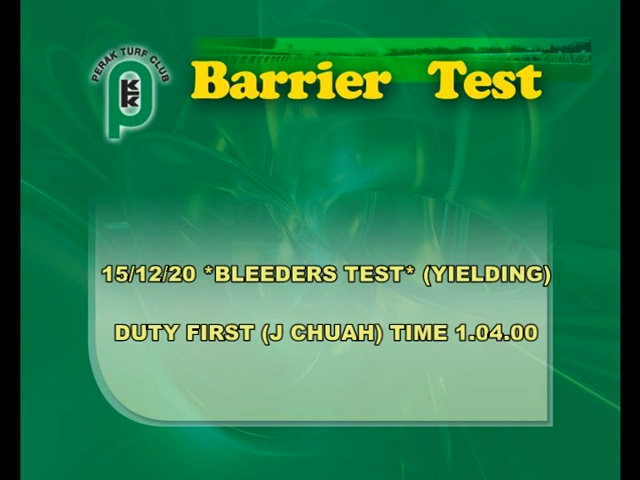 PERAK TURF CLUB
Barrier Test
15/12/20 *BLEEDERS TEST* (YIELDING)
DUTY FIRST (J CHUAH) TIME 1.04.00